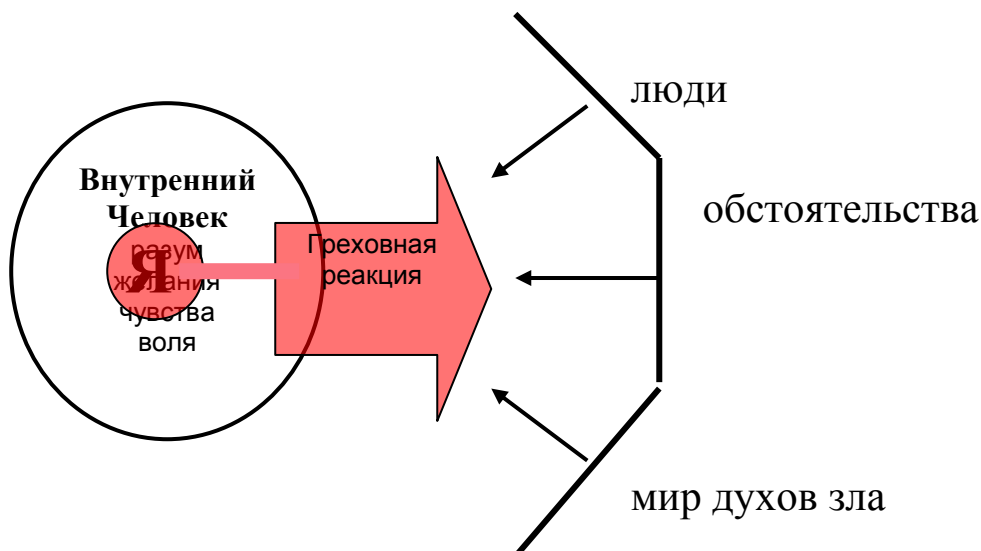 люди
Внутренний
Человек
разум
Я
желания
чувства
воля
Греховная
реакция
обстоятельства
мир духов зла